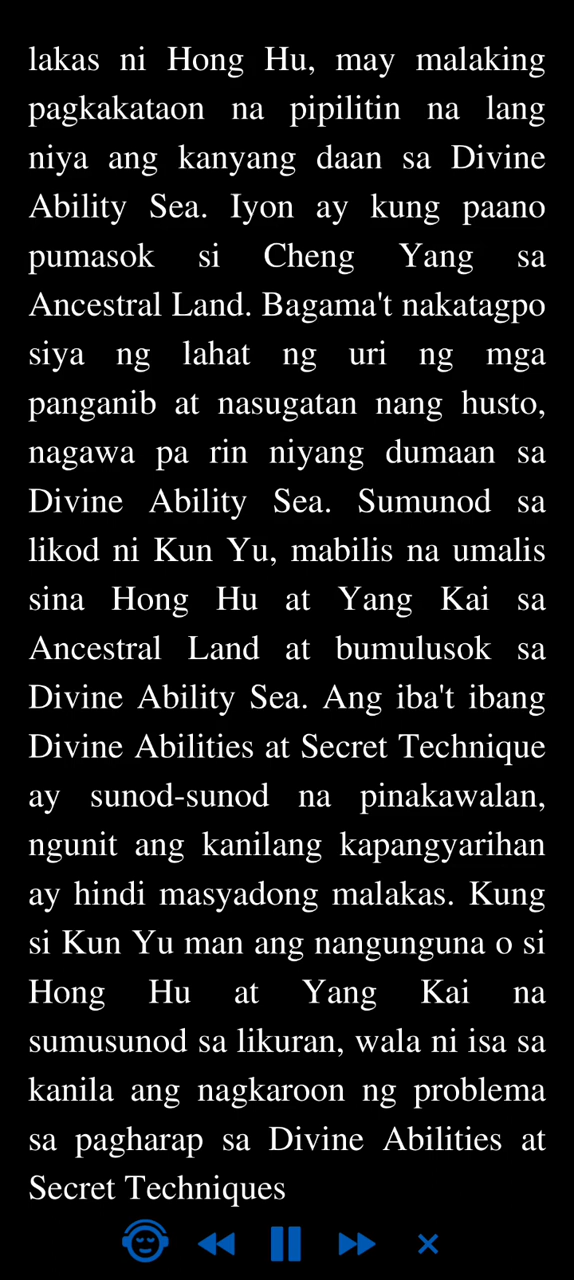 lakas ni Hong Hu, may malaking
pagkakataon na pipilitin na lang
niya ang kanyang daan sa Divine
Ability Sea. Iyon ay kung paano
pumasok si Cheng Yang sa
Ancestral Land. Bagama't nakatagpo
siya ng lahat ng uri ng mga
panganib at nasugatan nang husto,
nagawa pa rin niyang dumaan sa
Divine Ability Sea. Sumunod sa
likod ni Kun Yu, mabilis na umalis
sina Hong Hu at Yang Kai sa
Ancestral Land at bumulusok sa
Divine Ability Sea. Ang iba't ibang
Divine Abilities at Secret Technique
ay sunod-sunod na pinakawalan,
ngunit ang kanilang kapangyarihan
ay hindi masyadong malakas. Kung
si Kun Yu man ang nangunguna o si
Hong Hu at Yang Kai na
sumusunod sa likuran, wala ni isa sa
kanila ang nagkaroon ng problema
sa pagharap sa Divine Abilities at
Secret Techniques